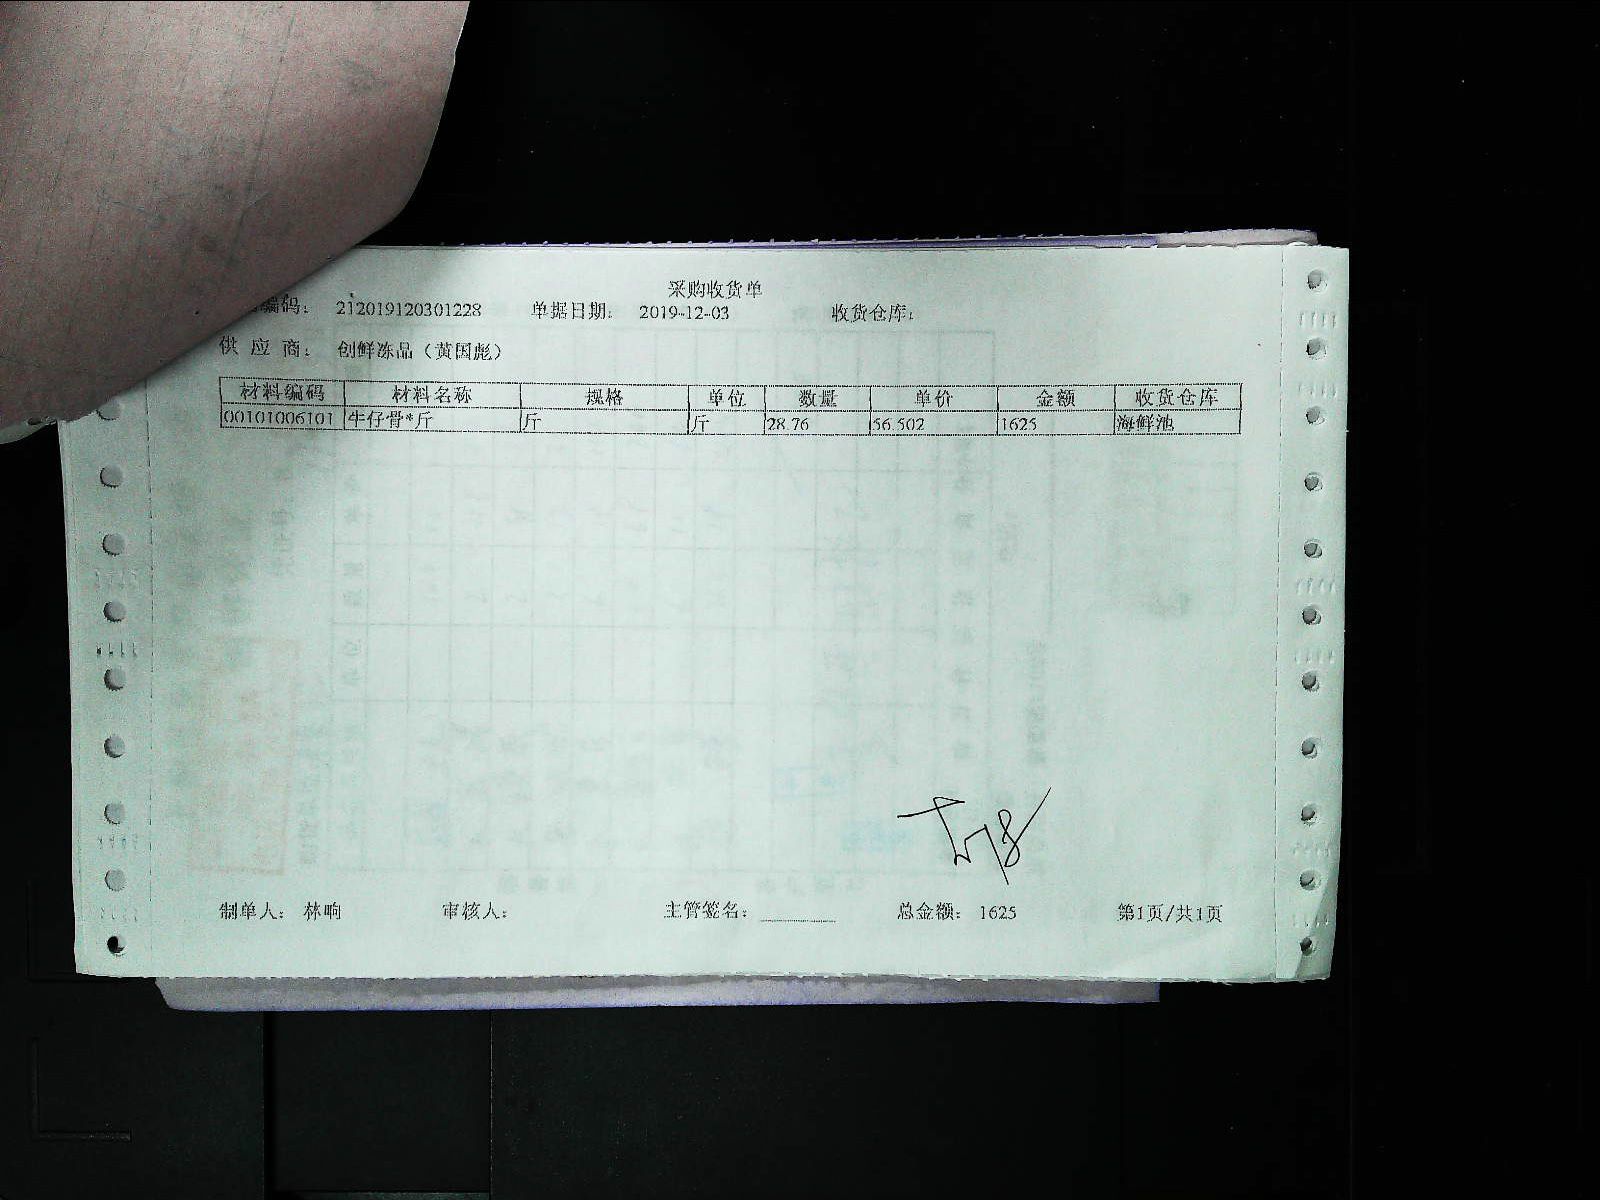 采购收货单
编码： 212019120301228 单据日期： 2019-12-03 收货仓库：
供 应 商： 创鲜冻品（黄国彪）
材料编码 材料名称 规格 单位 数量 单价 金额 收货仓库
00101006101 牛仔骨*斤 斤 斤 28.76 56.502 1625 海鲜池
制单人： 林响 审核人： 主管签名： 总金额： 1625 第1页/共1页